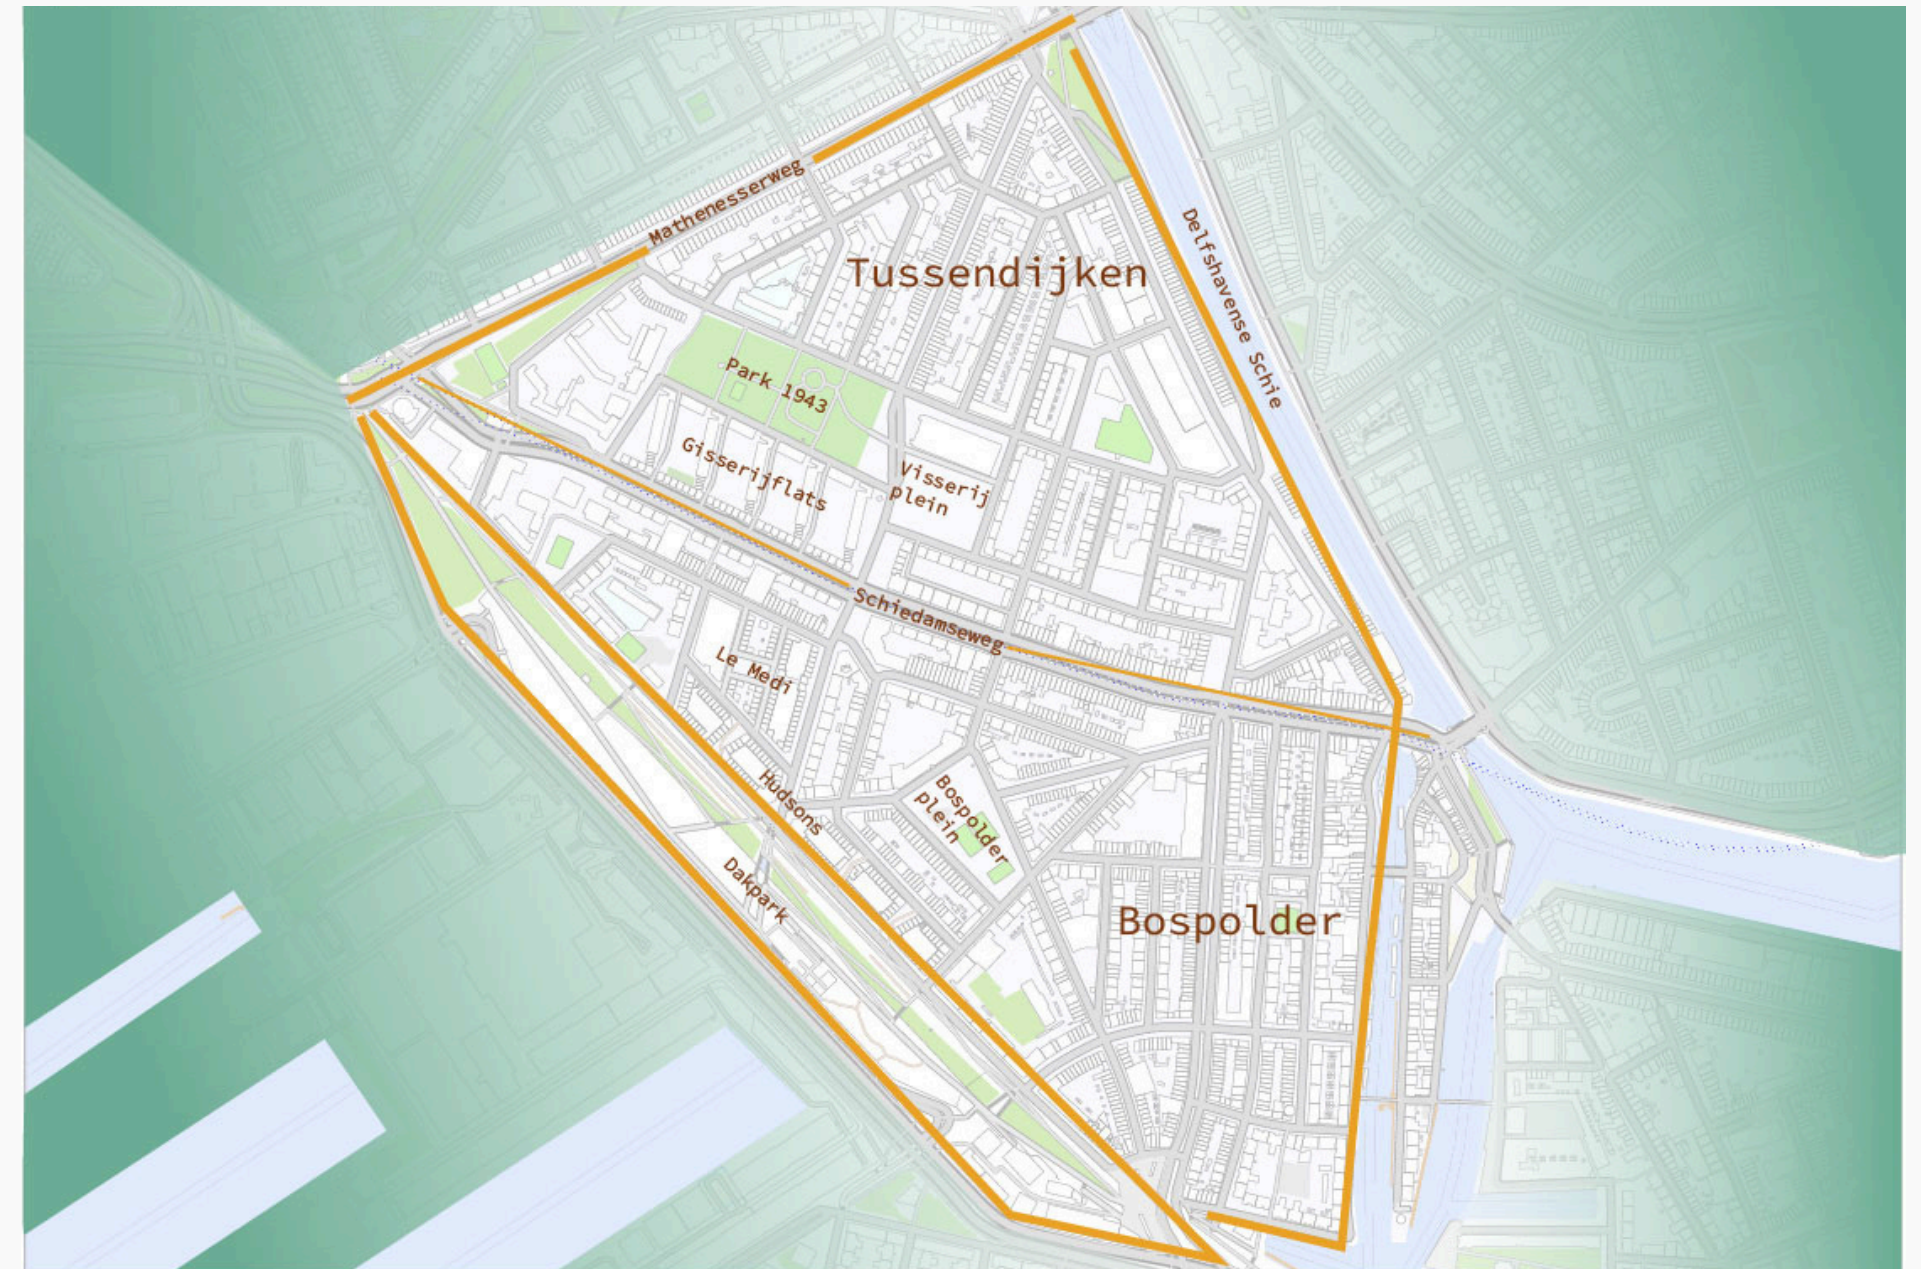 Mathenesserweg
Delfshavense Schie
Tussendijken
Park 1943
Gisserijflats
Visserij
plein
Schiedamseweg
Le Medi
Hudsons
Bospolder
plein
Dakpark
Bospolder